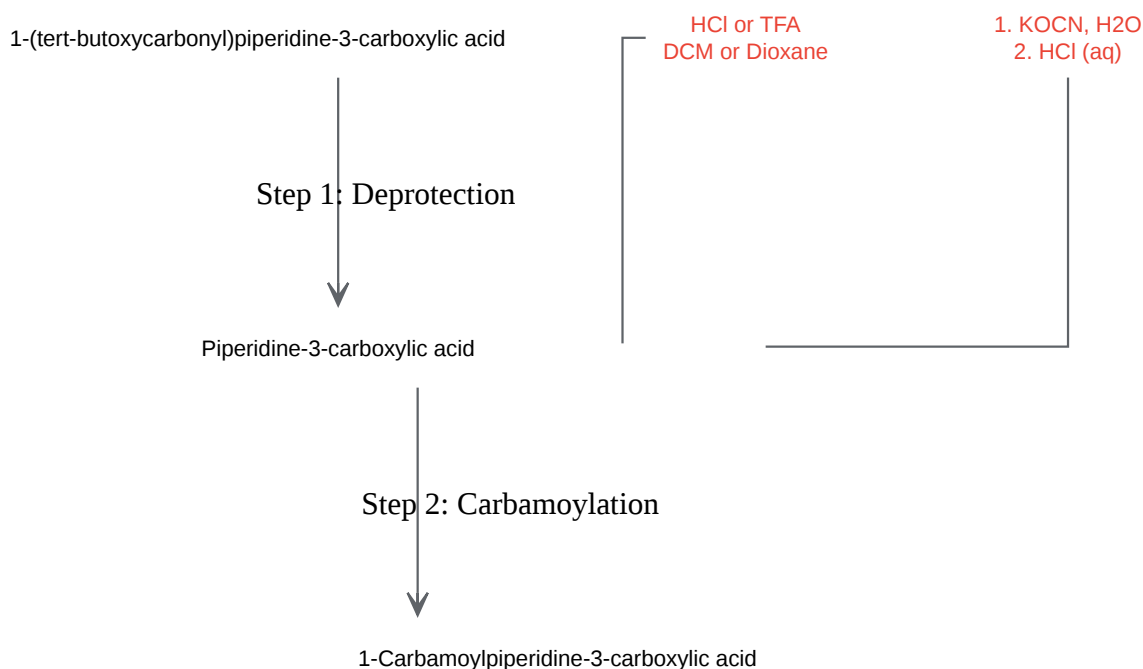 1-(tert-butoxycarbonyl)piperidine-3-carboxylic acid
HCl or TFA
DCM or Dioxane
1. KOCN, H2O
2. HCl (aq)
Step 1: Deprotection
Piperidine-3-carboxylic acid
Step 2: Carbamoylation
1-Carbamoylpiperidine-3-carboxylic acid